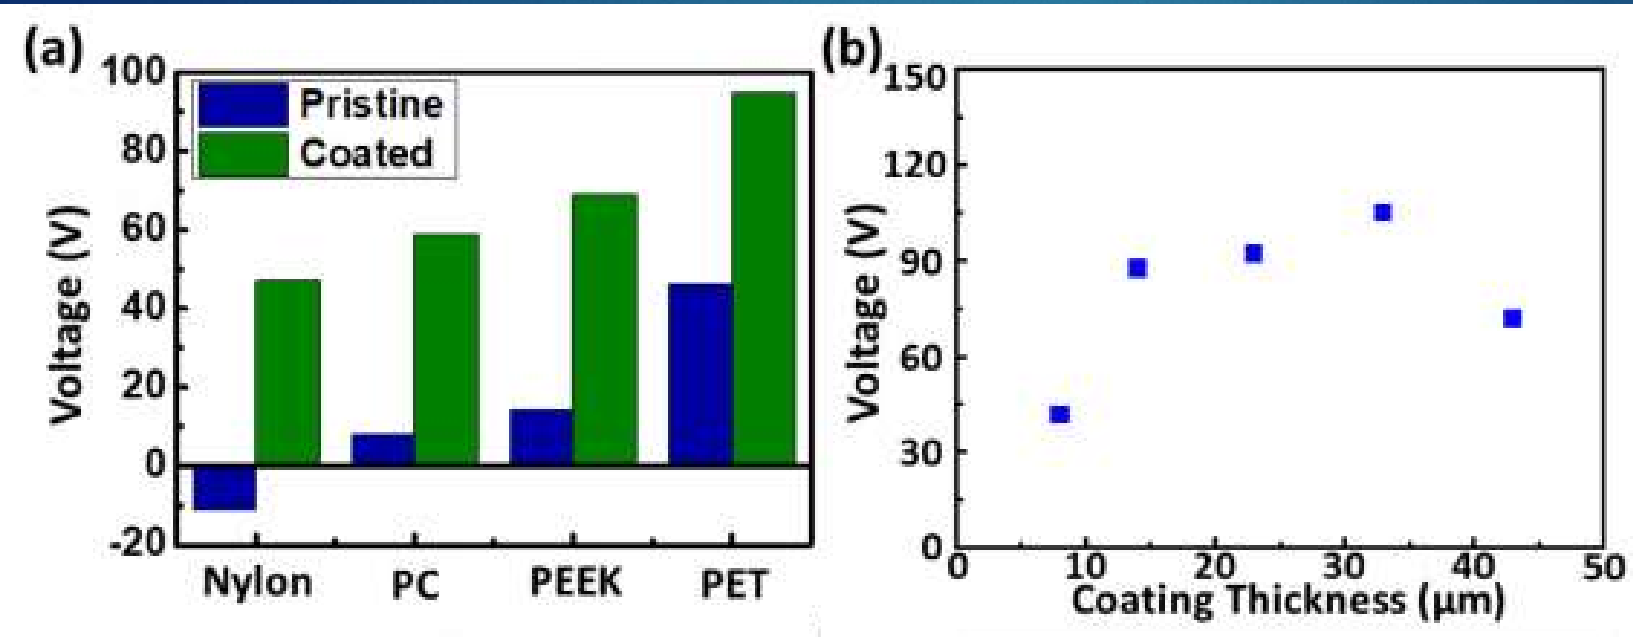 (a)
100
80
60
40
20
0
-20
Voltage (V)
Pristine
Coated
Nylon PC PEEK PET
(b)
150
120
90
60
30
0
Voltage (V)
0 10 20 30 40 50
Coating Thickness (µm)